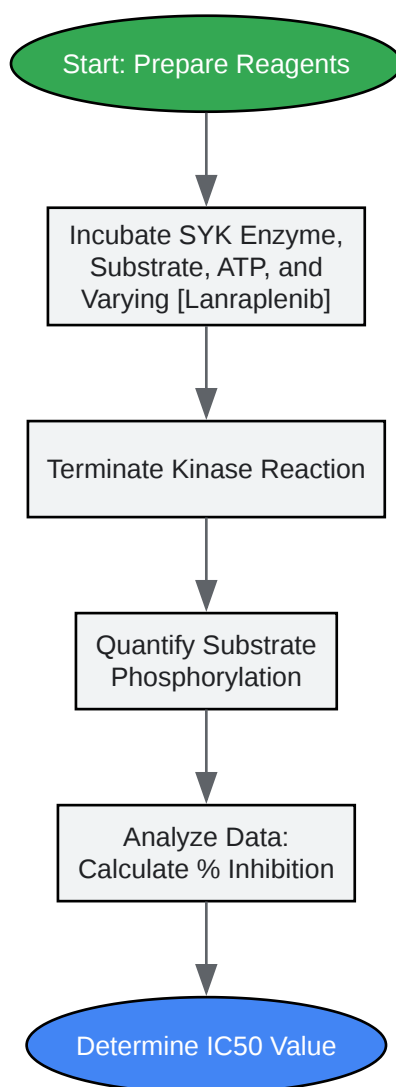 Start: Prepare Reagents
Incubate SYK Enzyme,
Substrate, ATP, and
Varying [Lanraplenib]
Terminate Kinase Reaction
Quantify Substrate
Phosphorylation
Analyze Data:
Calculate % Inhibition
Determine IC50 Value